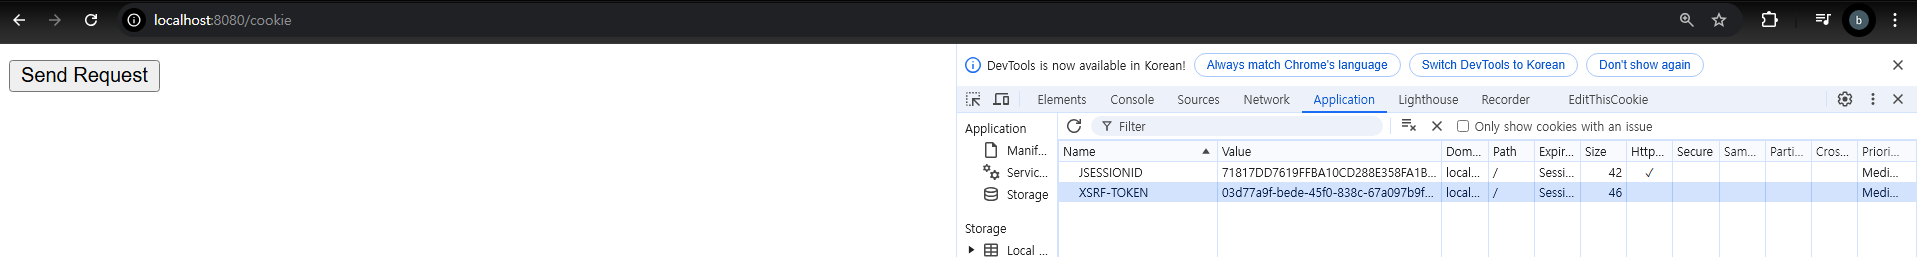 localhost:8080/cookie
b
Send Request
DevTools is now available in Korean! Always match Chrome's language Switch DevTools to Korean Don't show again
Elements Console Sources Network Application Lighthouse Recorder EditThisCookie
Application
Manif...
Servic...
Storage
Storage
Local ...
Filter Only show cookies with an issue
Name Value Dom... Path Expir... Size Http... Secure Sam... Parti... Cros... Priori...
JSESSIONID 71817DD7619FFBA10CD288E358FA1B... local... / Sessi... 42 ✓ Medi...
XSRF-TOKEN 03d77a9f-bede-45f0-838c-67a097b9f... local... / Sessi... 46 Medi...